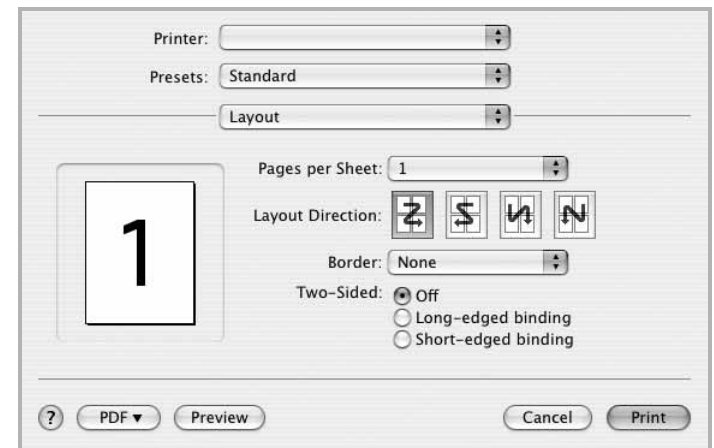 Printer:
Presets: Standard
Layout
Pages per Sheet: 1
Layout Direction:
1
Border: None
Two-Sided: Off
Long-edged binding
Short-edged binding
? PDF▼ Preview Cancel Print